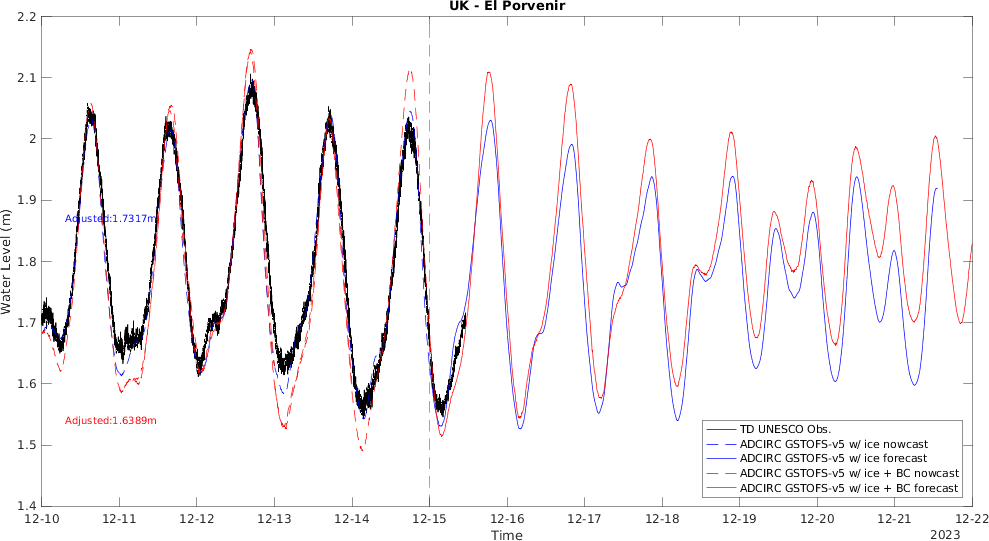 UK - El Porvenir
2.2
2.1
2
1.9
1.8
1.7
1.6
1.5
1.4
Water Level (m)
Adjusted:1.7317m
Adjusted:1.6389m
TD UNESCO Obs.
ADCIRC GSTOFS-v5 w/ ice nowcast
ADCIRC GSTOFS-v5 w/ ice forecast
ADCIRC GSTOFS-v5 w/ ice + BC nowcast
ADCIRC GSTOFS-v5 w/ ice + BC forecast
12-10 12-11 12-12 12-13 12-14 12-15 12-16 12-17 12-18 12-19 12-20 12-21 12-22
Time
2023